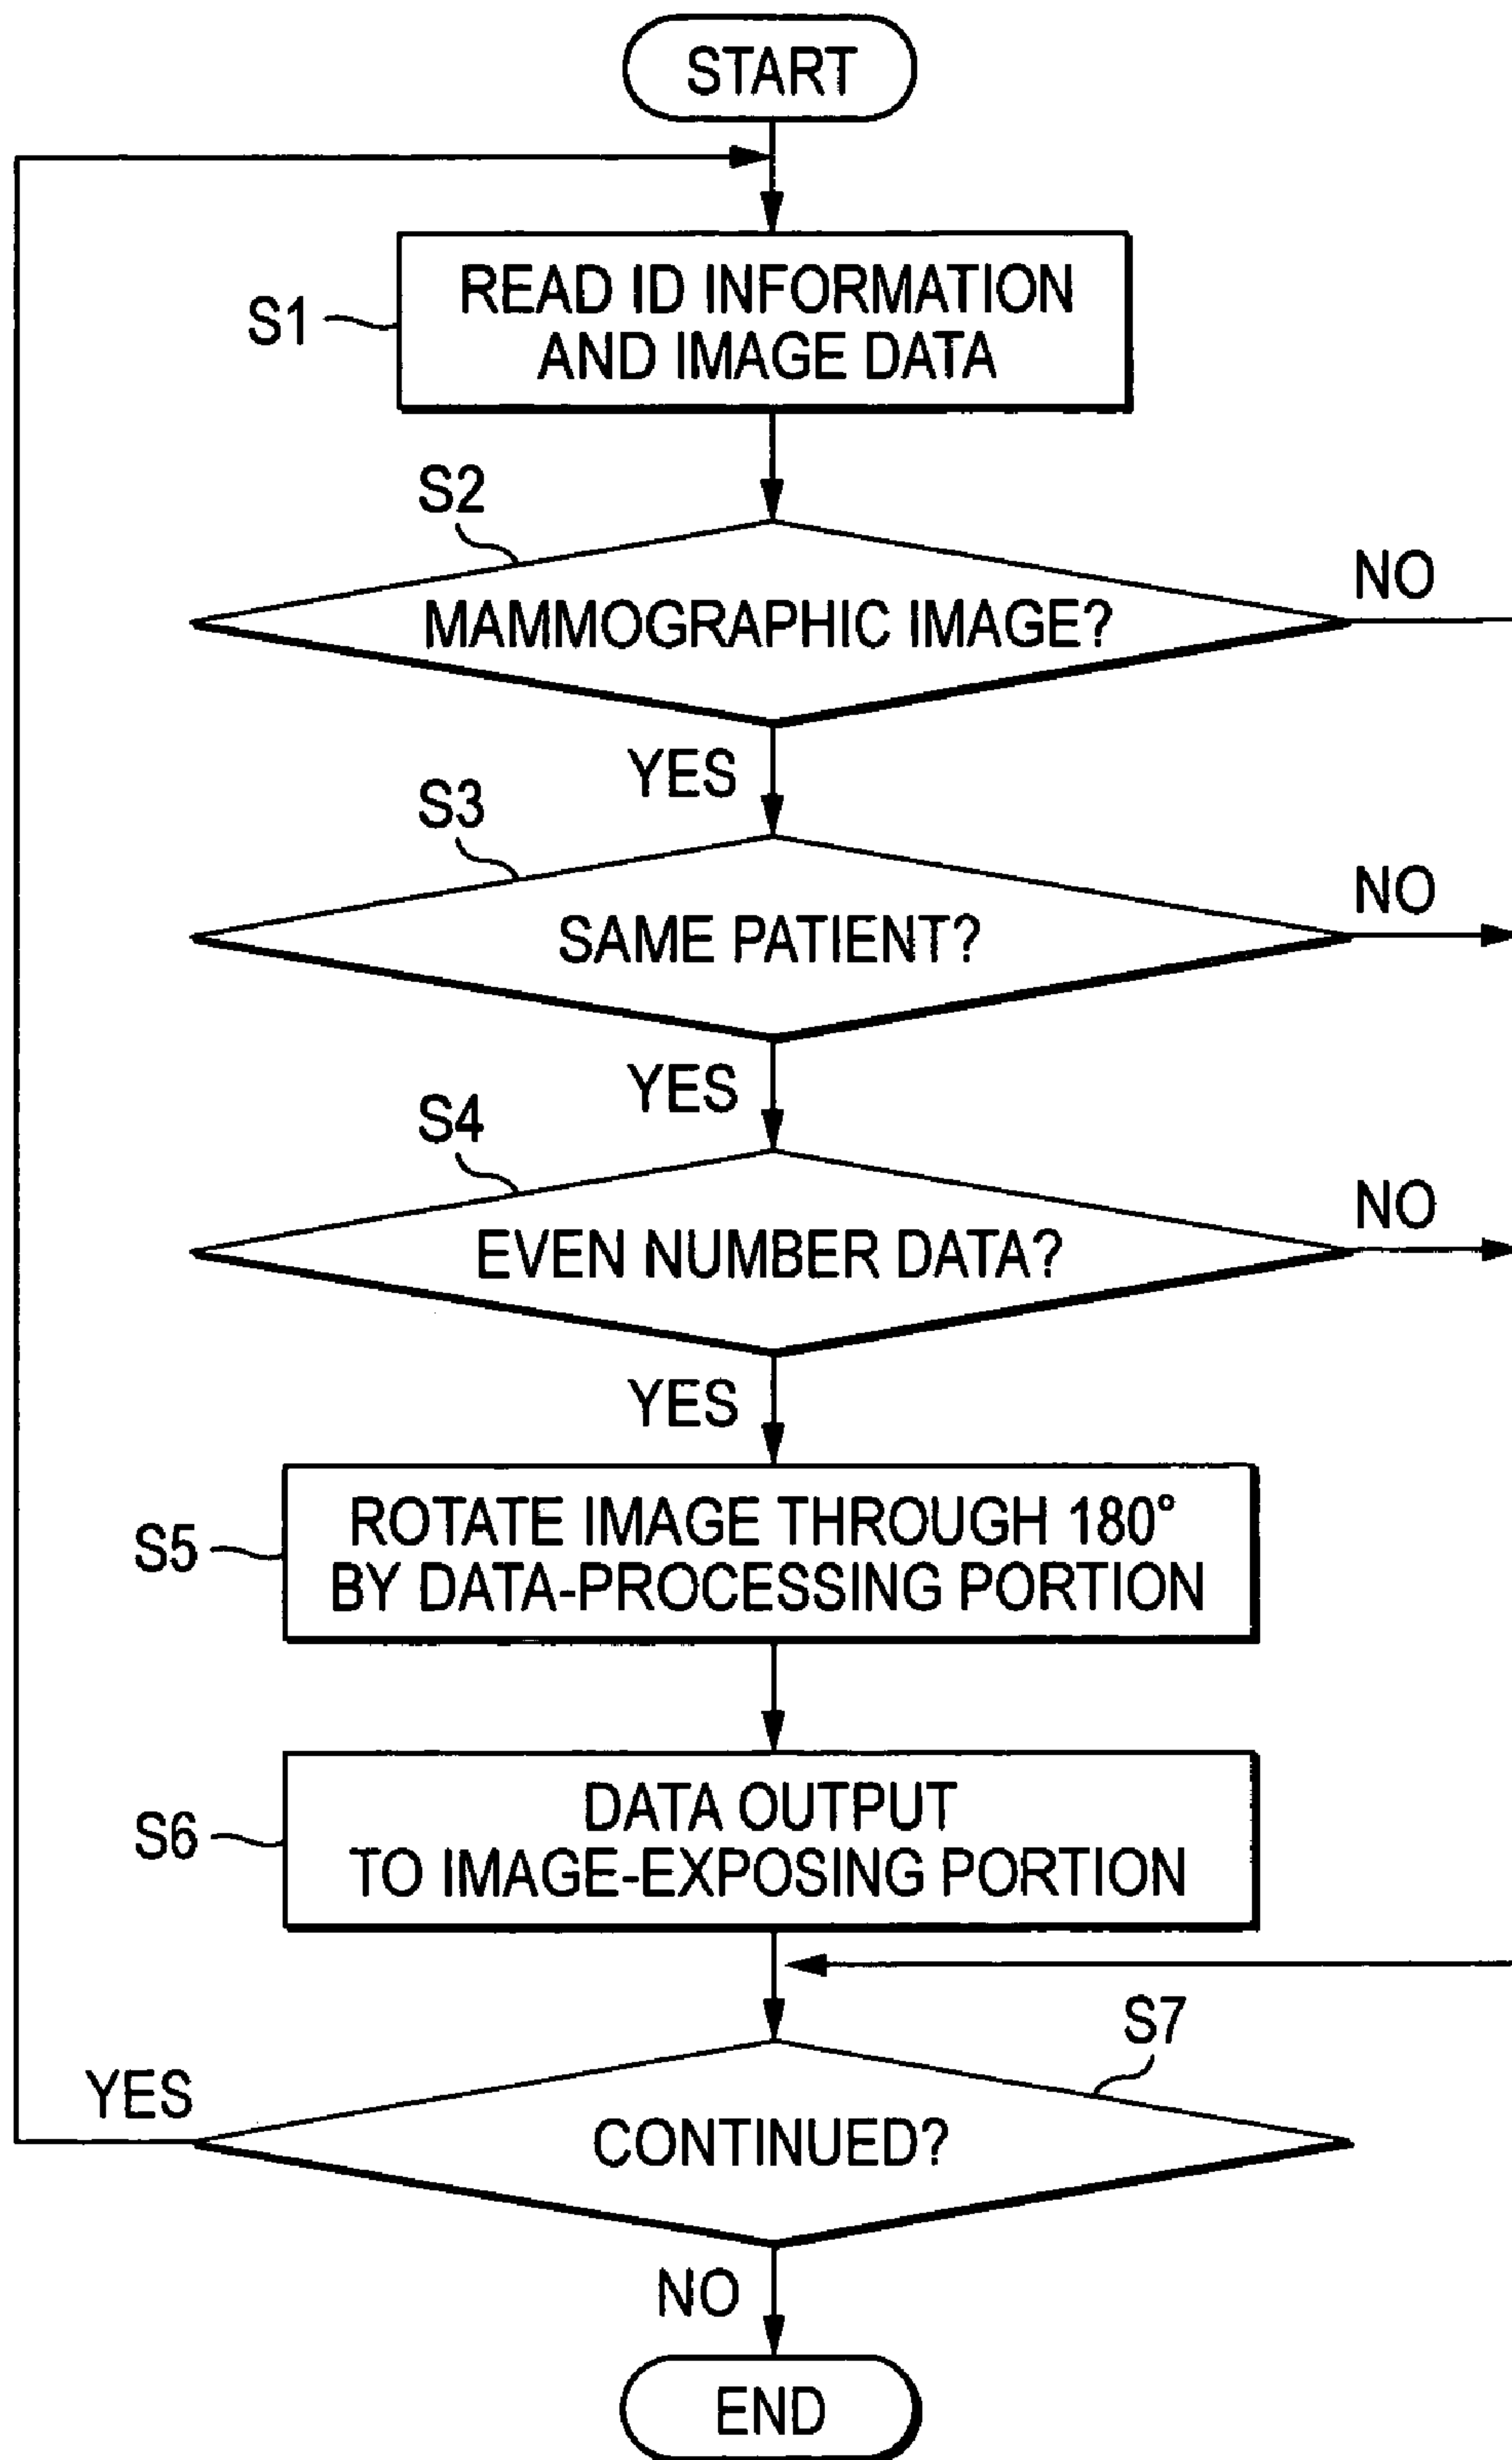 START
S1
READ ID INFORMATION
AND IMAGE DATA
S2
MAMMOGRAPHIC IMAGE?
NO
YES
S3
SAME PATIENT?
NO
YES
S4
EVEN NUMBER DATA?
NO
YES
S5
ROTATE IMAGE THROUGH 180°
BY DATA-PROCESSING PORTION
S6
DATA OUTPUT
TO IMAGE-EXPOSING PORTION
S7
YES
CONTINUED?
NO
END